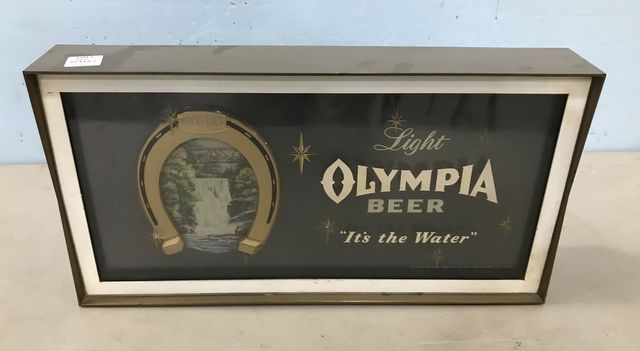 Light
OLYMPIA
BEER
"It's the Water"